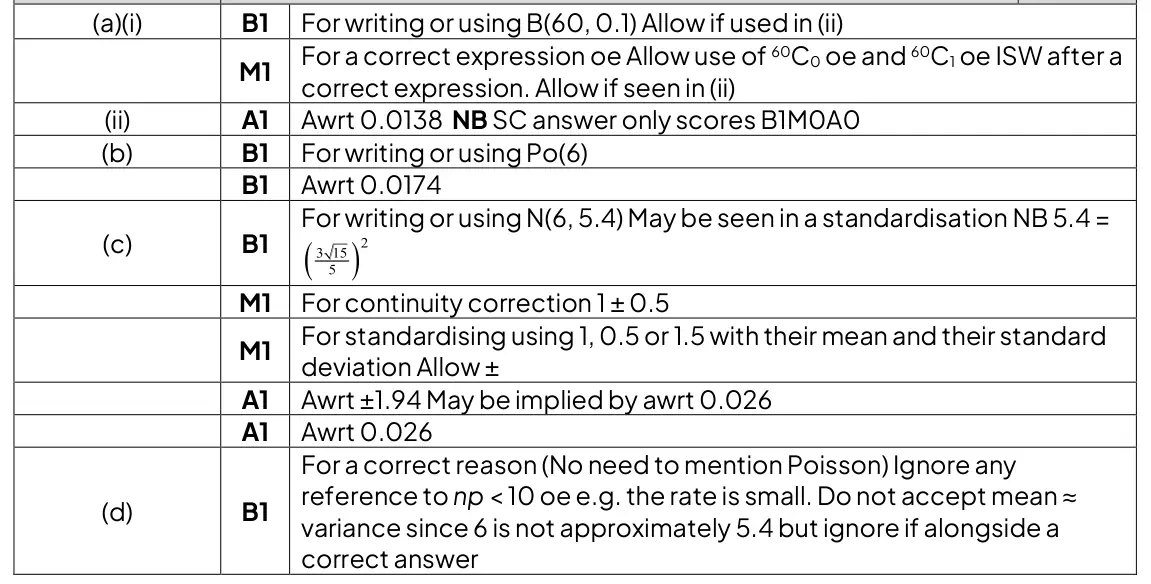 (a)(i) B1 For writing or using B(60, 0.1) Allow if used in (ii)
M1 For a correct expression oe Allow use of ⁶⁰C₀ oe and ⁶⁰C₁ oe ISW after a
correct expression. Allow if seen in (ii)
(ii) A1 Awrt 0.0138 NB SC answer only scores B1M0A0
(b) B1 For writing or using Po(6)
B1 Awrt 0.0174
(c) B1 For writing or using N(6, 5.4) May be seen in a standardisation NB 5.4 =
(3√15/5)²
M1 For continuity correction 1 ± 0.5
M1 For standardising using 1, 0.5 or 1.5 with their mean and their standard
deviation Allow ±
A1 Awrt ±1.94 May be implied by awrt 0.026
A1 Awrt 0.026
(d) B1 For a correct reason (No need to mention Poisson) Ignore any
reference to np < 10 oe e.g. the rate is small. Do not accept mean ≈
variance since 6 is not approximately 5.4 but ignore if alongside a
correct answer